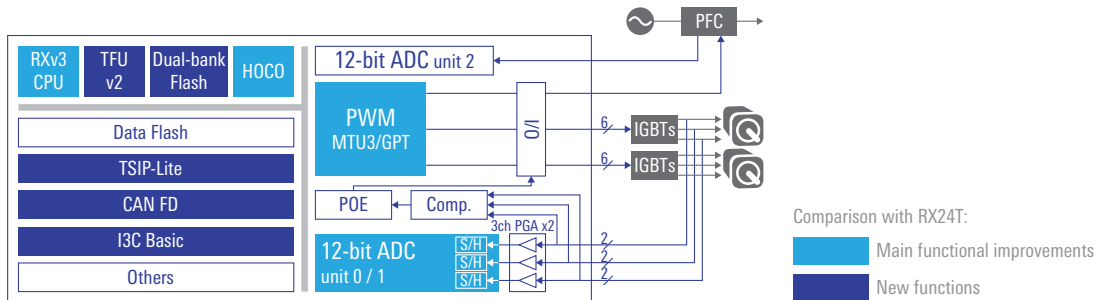 PFC
RXv3
CPU
TFU
v2
Dual-bank
Flash
HOCO
12-bit ADC unit 2
PWM
MTU3/GPT
I/O
6
IGBTs
6
IGBTs
Data Flash
TSIP-Lite
CAN FD
I3C Basic
Others
POE
Comp.
3ch PGA x2
12-bit ADC
unit 0 / 1
S/H
S/H
S/H
2
2
2
Comparison with RX24T:
Main functional improvements
New functions